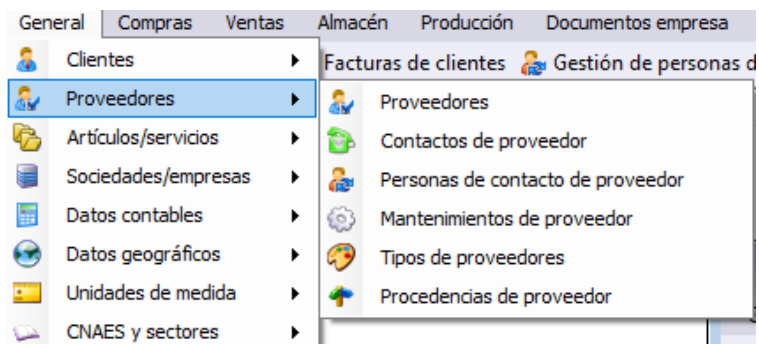 General Compras Ventas Almacén Producción Documentos empresa
Clientes
Facturas de clientes Gestión de personas d
Proveedores
Artículos/servicios
Sociedades/empresas
Datos contables
Datos geográficos
Unidades de medida
CNAES y sectores
Proveedores
Contactos de proveedor
Personas de contacto de proveedor
Mantenimientos de proveedor
Tipos de proveedores
Procedencias de proveedor